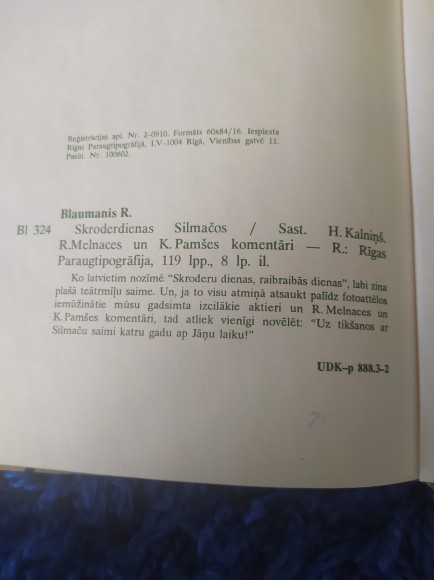 Reģistrācijas apl. Nr. 2-0910. Formāts 60x84/16. Iespiests
Rīgas Paraugtipogrāfijā, LV-1004 Rīgā, Vienības gatvē 11.
Pasūt. Nr. 100602.
Blaumanis R.
Bl 324 Skroderdienas Silmačos / Sast. H. Kalniņš.
R.Melnaces un K. Pamšes komentāri — R.: Rīgas
Paraugtipogrāfija, 119 lpp., 8 lp. il.
Ko latvietim nozīmē “Skroderu dienas, raibraibās dienas”, labi zina
plašā teātrmīļu saime. Un, ja to visu atmiņā atsaukt palīdz fotoattēlos
iemūžinātie mūsu gadsimta izcilākie aktieri un R. Melnaces un
K. Pamšes komentāri, tad atliek vienīgi novēlēt: “Uz tikšanos ar
Silmaču saimi katru gadu ap Jāņu laiku!”
UDK–p 888.3–2